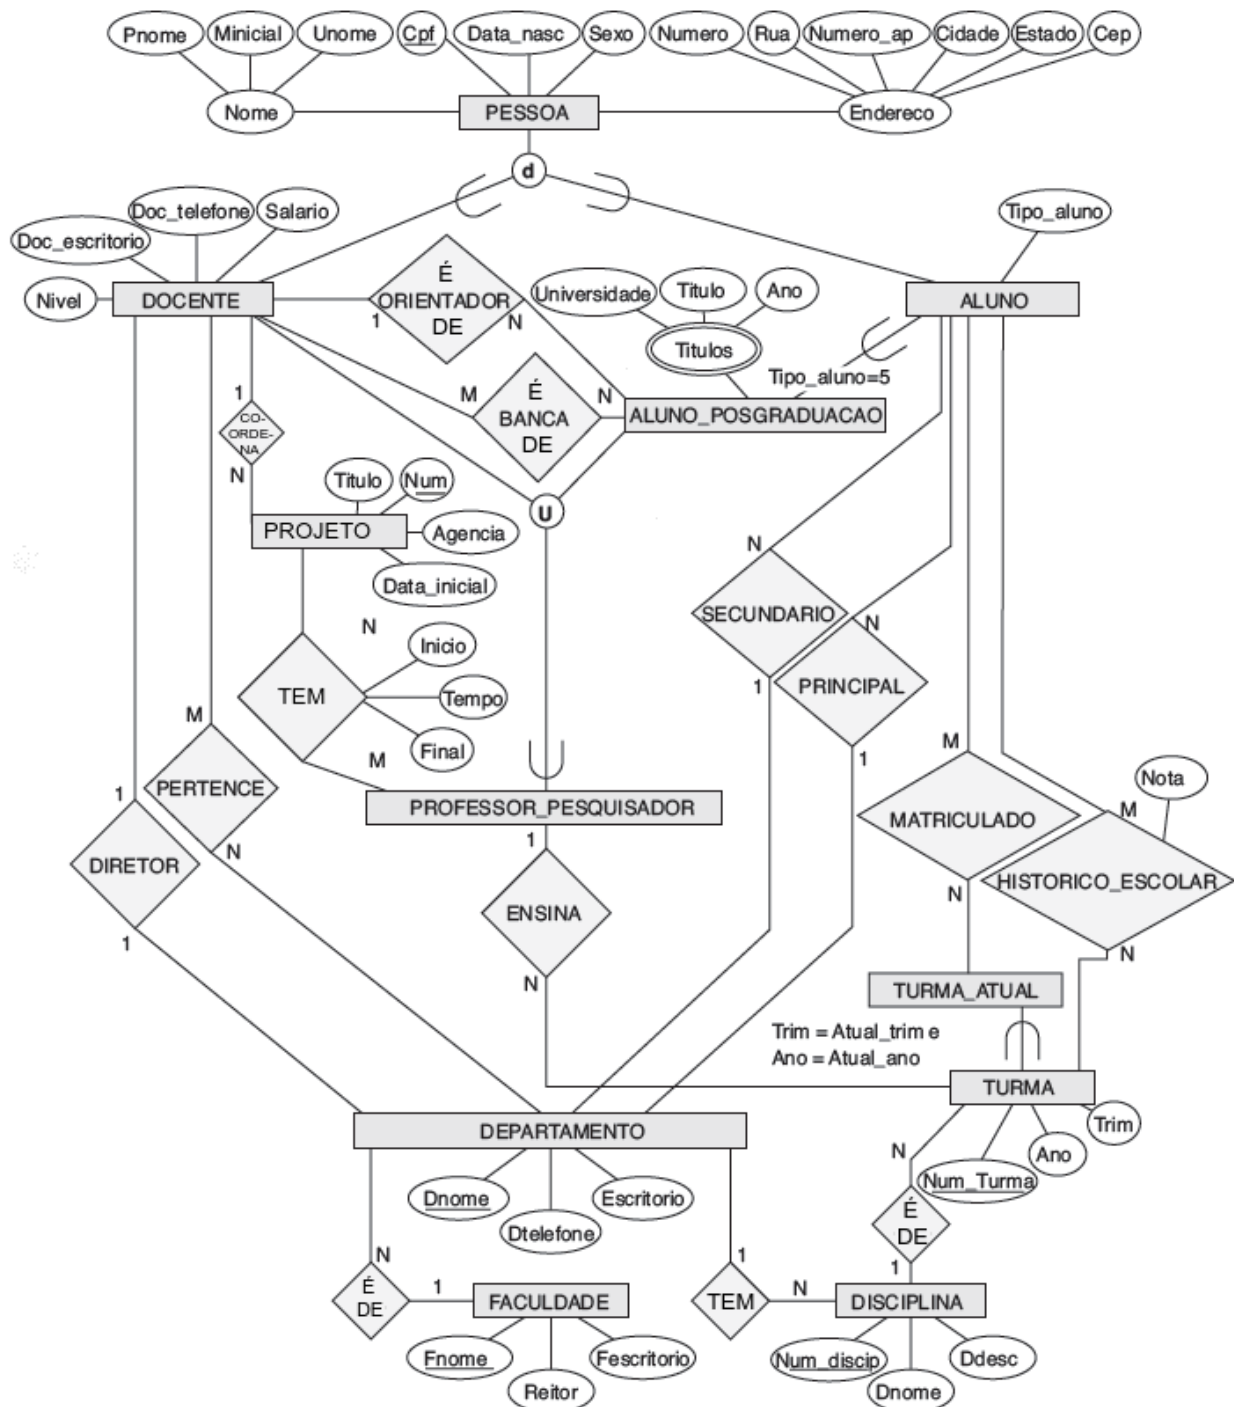 Pnome
Minicial
Unome
Cpf
Data_nasc
Sexo
Numero
Rua
Numero_ap
Cidade
Estado
Cep
Nome
PESSOA
Endereco
d
Doc_telefone
Salario
Tipo_aluno
Doc_escritorio
Nivel
DOCENTE
É
ORIENTADOR
DE
1
N
Universidade
Titulo
Ano
ALUNO
Titulos
Tipo_aluno=5
1
M
É
BANCA
DE
N
ALUNO_POSGRADUACAO
CO-
ORDE-
NA
N
Titulo
Num
U
PROJETO
Agencia
Data_inicial
N
N
Inicio
SECUNDARIO
N
TEM
Tempo
1
PRINCIPAL
M
Final
M
1
M
PERTENCE
Nota
1
PROFESSOR_PESQUISADOR
M
MATRICULADO
1
DIRETOR
N
HISTORICO_ESCOLAR
ENSINA
N
1
N
N
TURMA_ATUAL
Trim = Atual_trim e
Ano = Atual_ano
TURMA
DEPARTAMENTO
Trim
N
Ano
Num_Turma
Dnome
Escritorio
Dtelefone
É
DE
N
1
1
É
DE
1
FACULDADE
TEM
N
DISCIPLINA
Fnome
Fescritorio
Num_discip
Ddesc
Reitor
Dnome